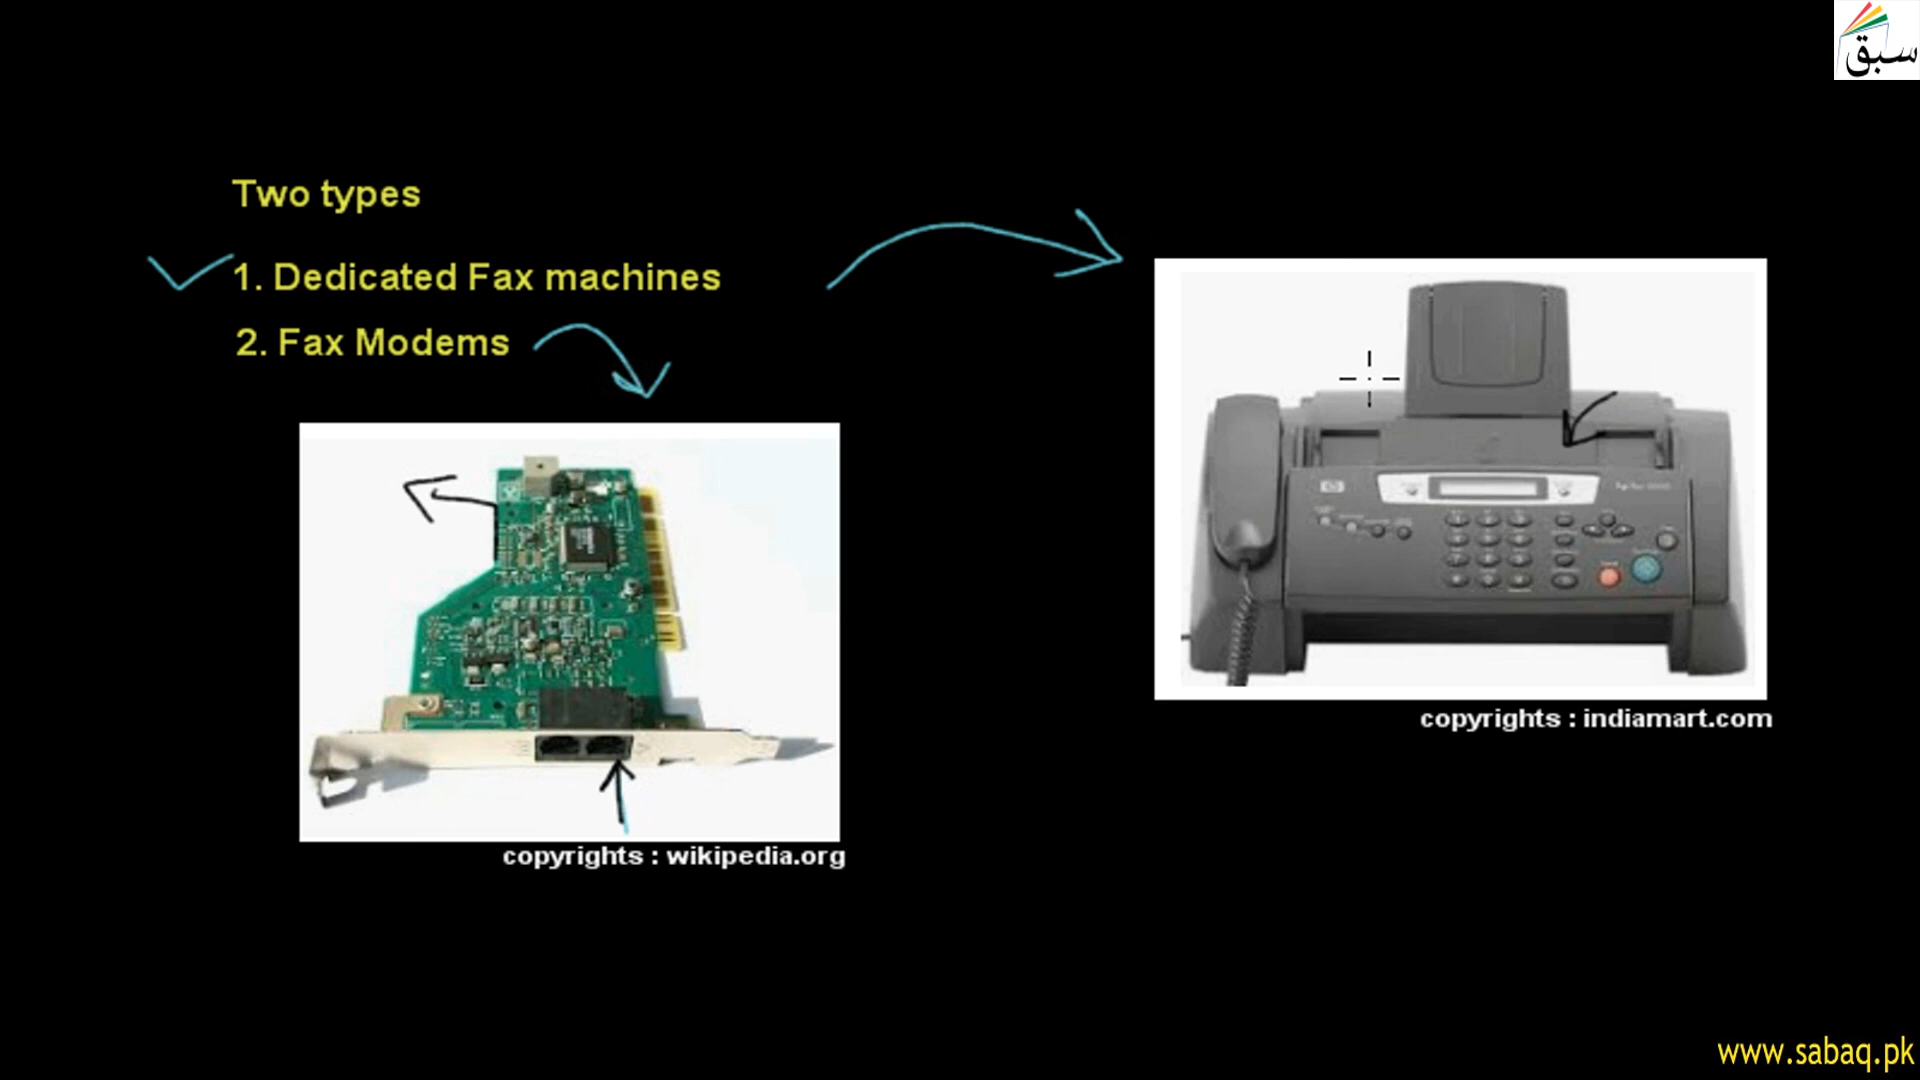 سبق
Two types
1. Dedicated Fax machines
2. Fax Modems
copyrights : indiamart.com
copyrights : wikipedia.org
www.sabaq.pk